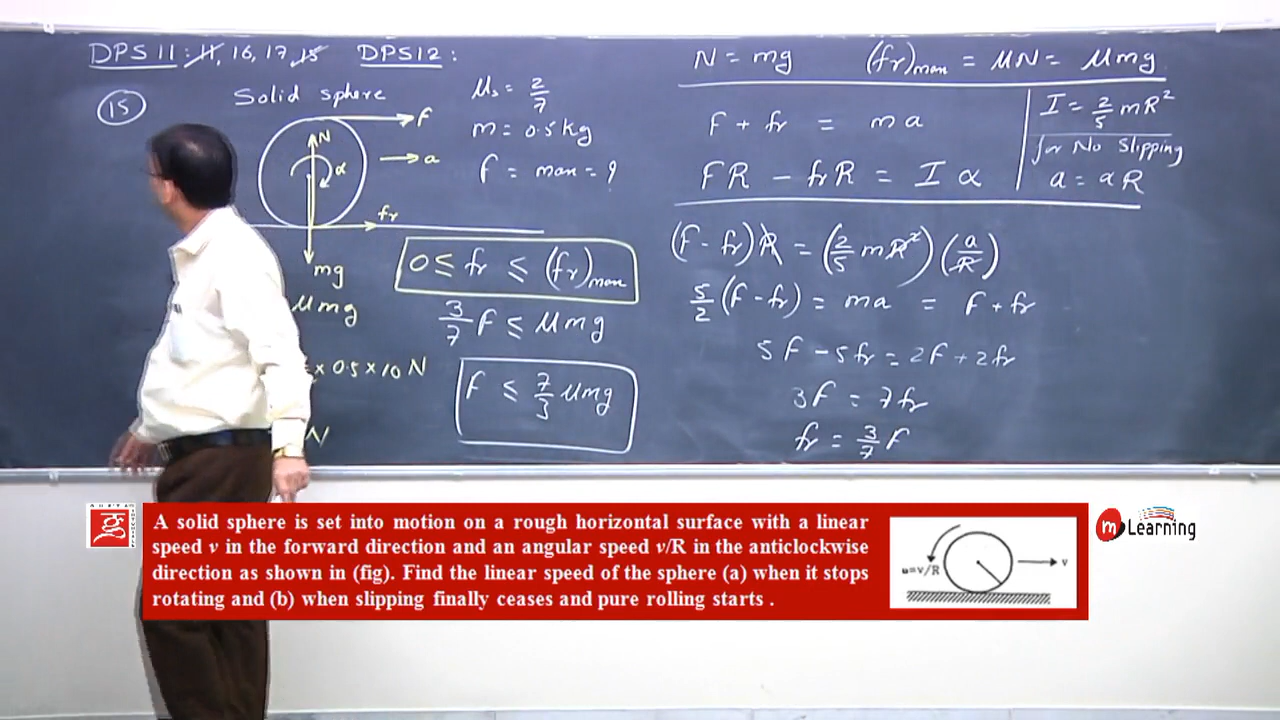 DPS 11 : 11, 16, 17, 15 DPS 12 :
15
Solid sphere
μs = 2/7
m = 0.5 kg
F = max = ?
F
N
α
a
fr
mg
μmg
× 0.5 × 10 N
N
0 ≤ fr ≤ (fr)max
3/7 F ≤ μmg
F ≤ 7/3 μmg
N = mg (fr)max = μN = μmg
F + fr = ma
FR - frR = I α
I = 2/5 mR²
for No Slipping
a = αR
(F - fr)R = (2/5 mR²)(a/R)
5/2 (F - fr) = ma = F + fr
5F - 5fr = 2F + 2fr
3F = 7fr
fr = 3/7 F
A solid sphere is set into motion on a rough horizontal surface with a linear
speed v in the forward direction and an angular speed v/R in the anticlockwise
direction as shown in (fig). Find the linear speed of the sphere (a) when it stops
rotating and (b) when slipping finally ceases and pure rolling starts .
ω=v/R
v
m Learning